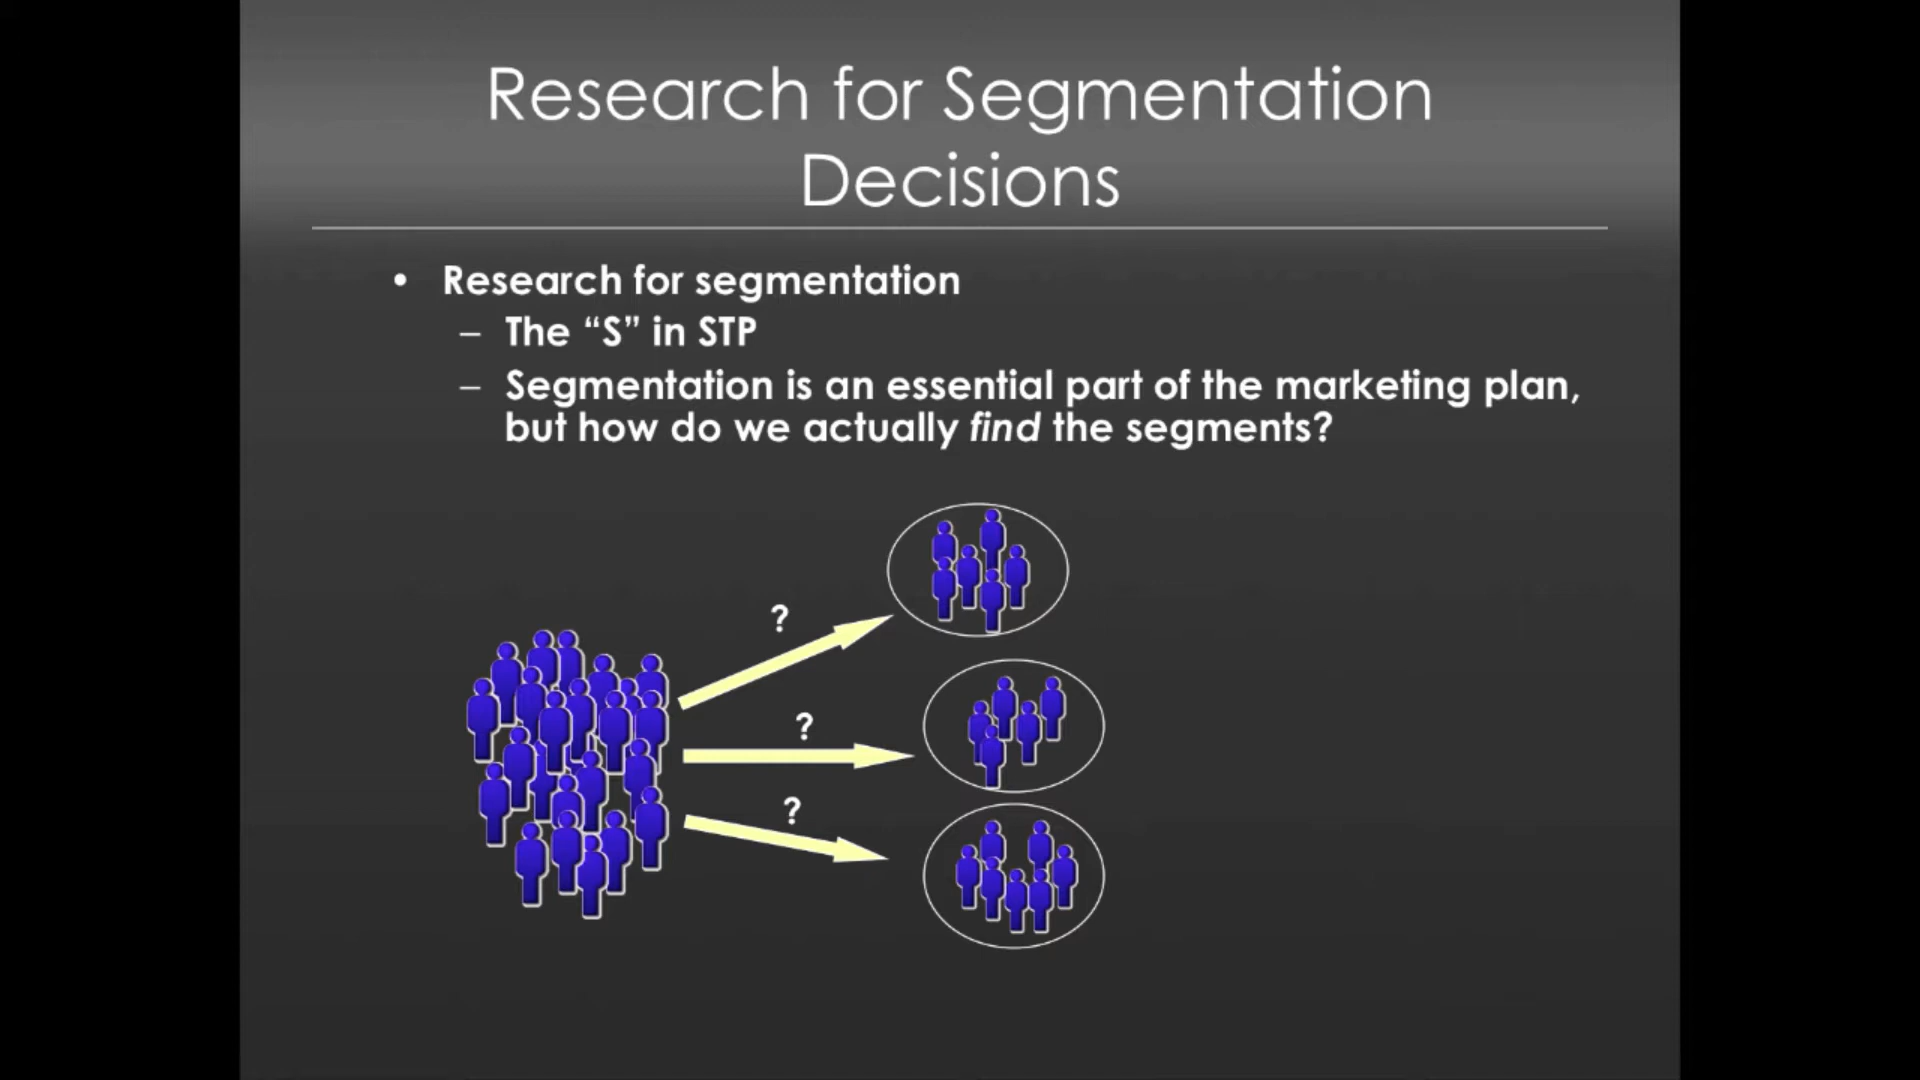 Research for Segmentation
Decisions
• Research for segmentation
– The “S” in STP
– Segmentation is an essential part of the marketing plan,
but how do we actually find the segments?
?
?
?